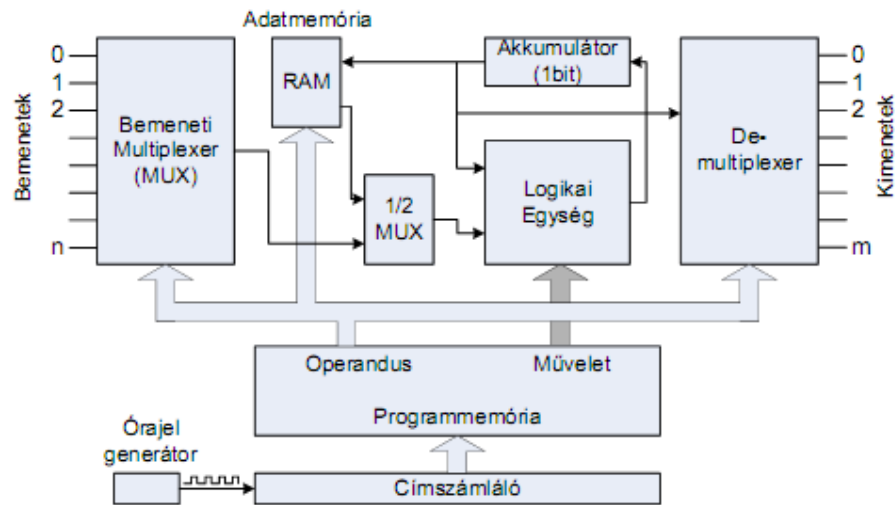 Adatmemória
0
1
2
n
Bemenetek
Bemeneti
Multiplexer
(MUX)
RAM
1/2
MUX
Akkumulátor
(1bit)
Logikai
Egység
De-
multiplexer
0
1
2
m
Kimenetek
Operandus
Művelet
Programmemória
Órajel
generátor
Címszámláló